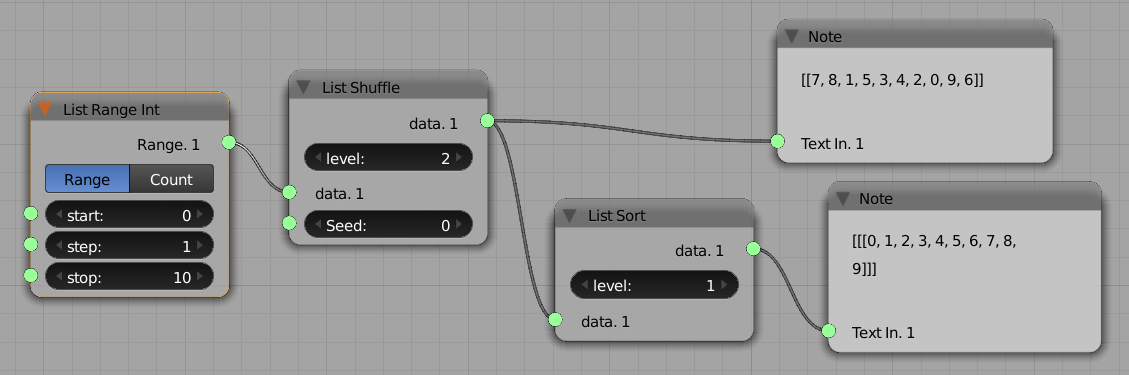 List Range Int
Range. 1
Range Count
start: 0
step: 1
stop: 10
List Shuffle
data. 1
level: 2
data. 1
Seed: 0
List Sort
data. 1
level: 1
data. 1
Note
[[7, 8, 1, 5, 3, 4, 2, 0, 9, 6]]
Text In. 1
Note
[[[0, 1, 2, 3, 4, 5, 6, 7, 8,
9]]]
Text In. 1